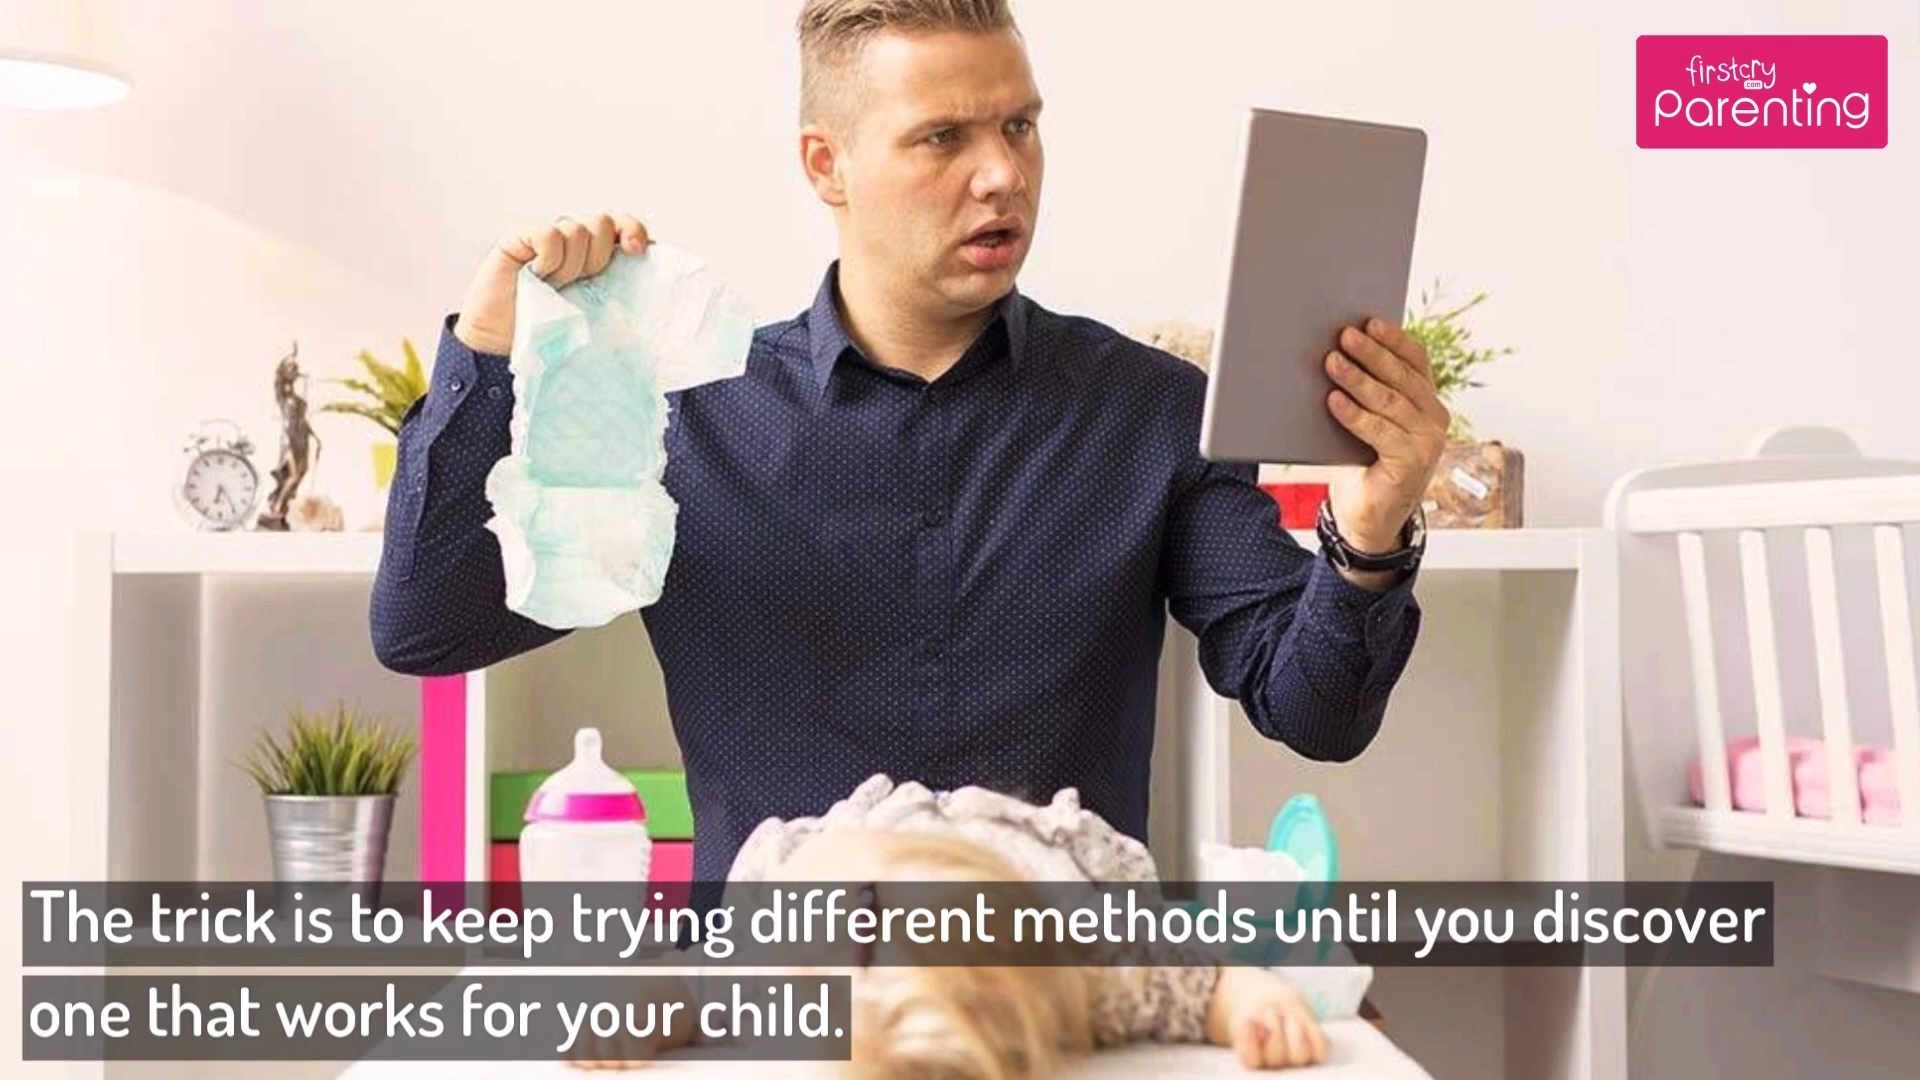 firstcry
.com
Parenting
The trick is to keep trying different methods until you discover
one that works for your child.